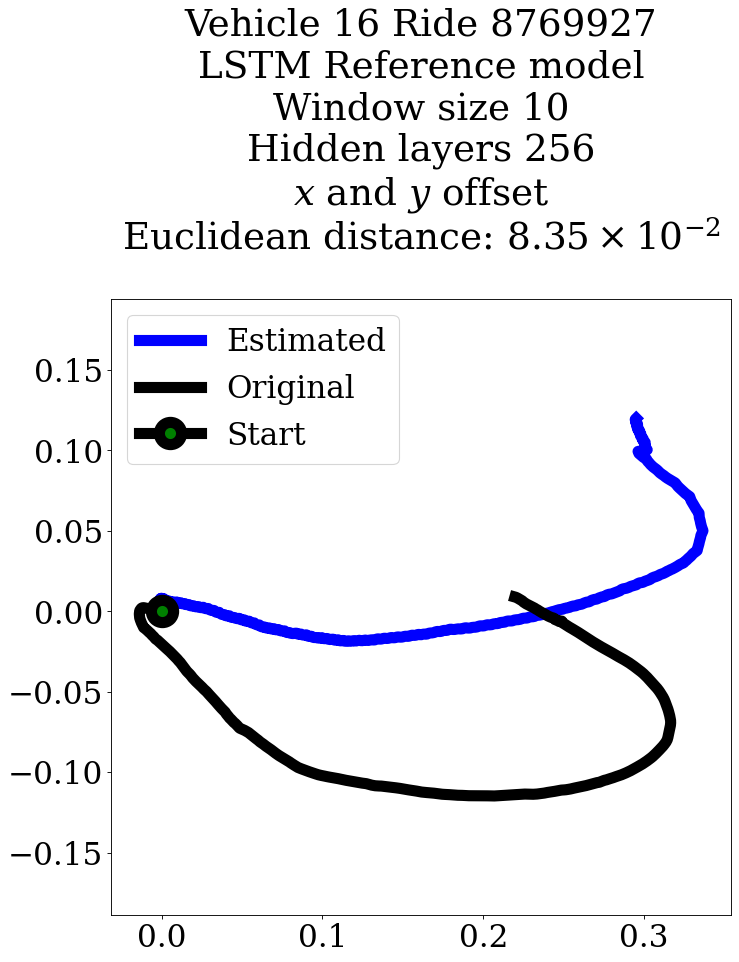 Vehicle 16 Ride 8769927
LSTM Reference model
Window size 10
Hidden layers 256
x and y offset
Euclidean distance: 8.35 × 10⁻²
Estimated
Original
Start
0.15
0.10
0.05
0.00
−0.05
−0.10
−0.15
0.0 0.1 0.2 0.3